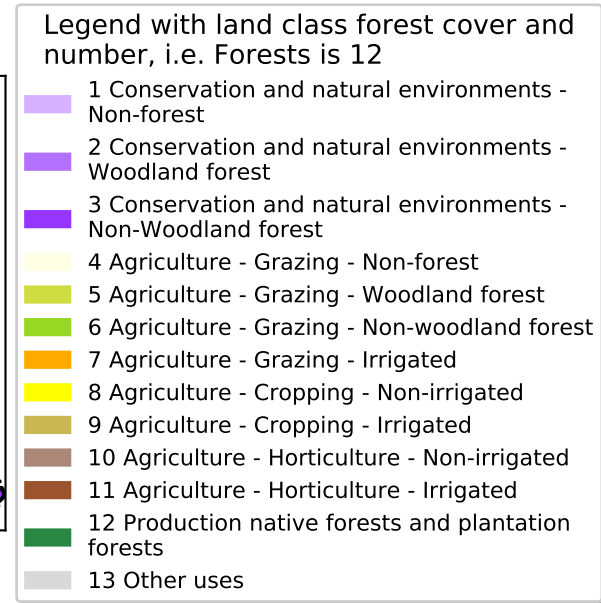 Legend with land class forest cover and
number, i.e. Forests is 12
1 Conservation and natural environments -
Non-forest
2 Conservation and natural environments -
Woodland forest
3 Conservation and natural environments -
Non-Woodland forest
4 Agriculture - Grazing - Non-forest
5 Agriculture - Grazing - Woodland forest
6 Agriculture - Grazing - Non-woodland forest
7 Agriculture - Grazing - Irrigated
8 Agriculture - Cropping - Non-irrigated
9 Agriculture - Cropping - Irrigated
10 Agriculture - Horticulture - Non-irrigated
11 Agriculture - Horticulture - Irrigated
12 Production native forests and plantation
forests
13 Other uses